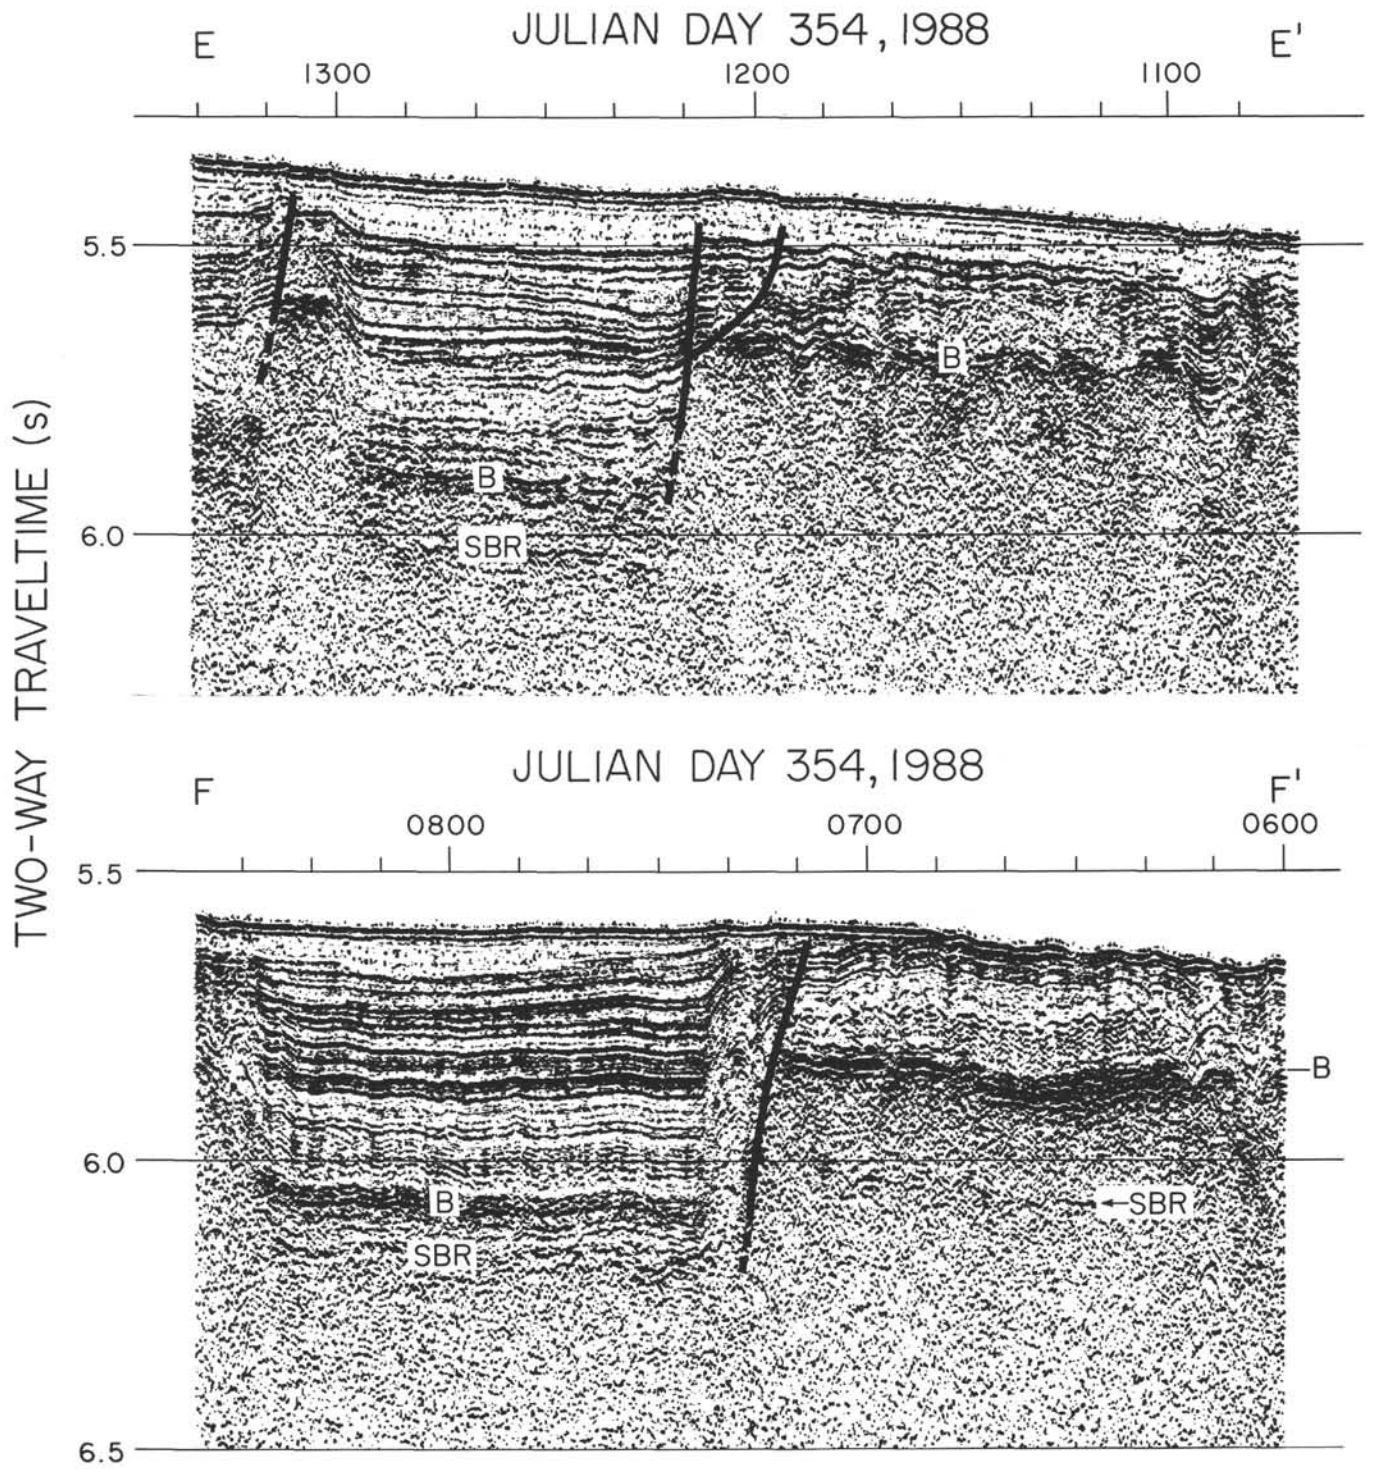 JULIAN DAY 354, 1988
E E'
1300 1200 1100
5.5
B
B
6.0
SBR
TWO-WAY TRAVELTIME (s)
JULIAN DAY 354, 1988
F F'
0800 0700 0600
5.5
B
6.0
B
SBR
SBR
6.5